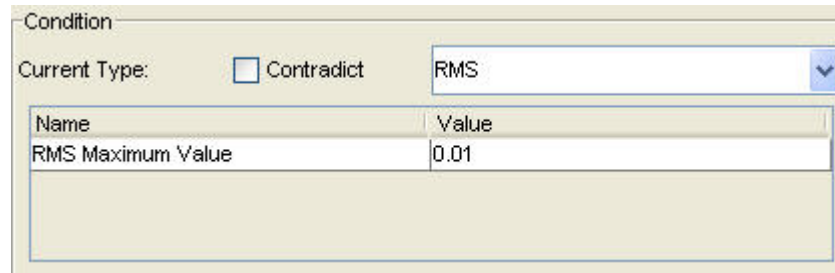 Condition
Current Type: Contradict RMS
Name Value
RMS Maximum Value 0.01